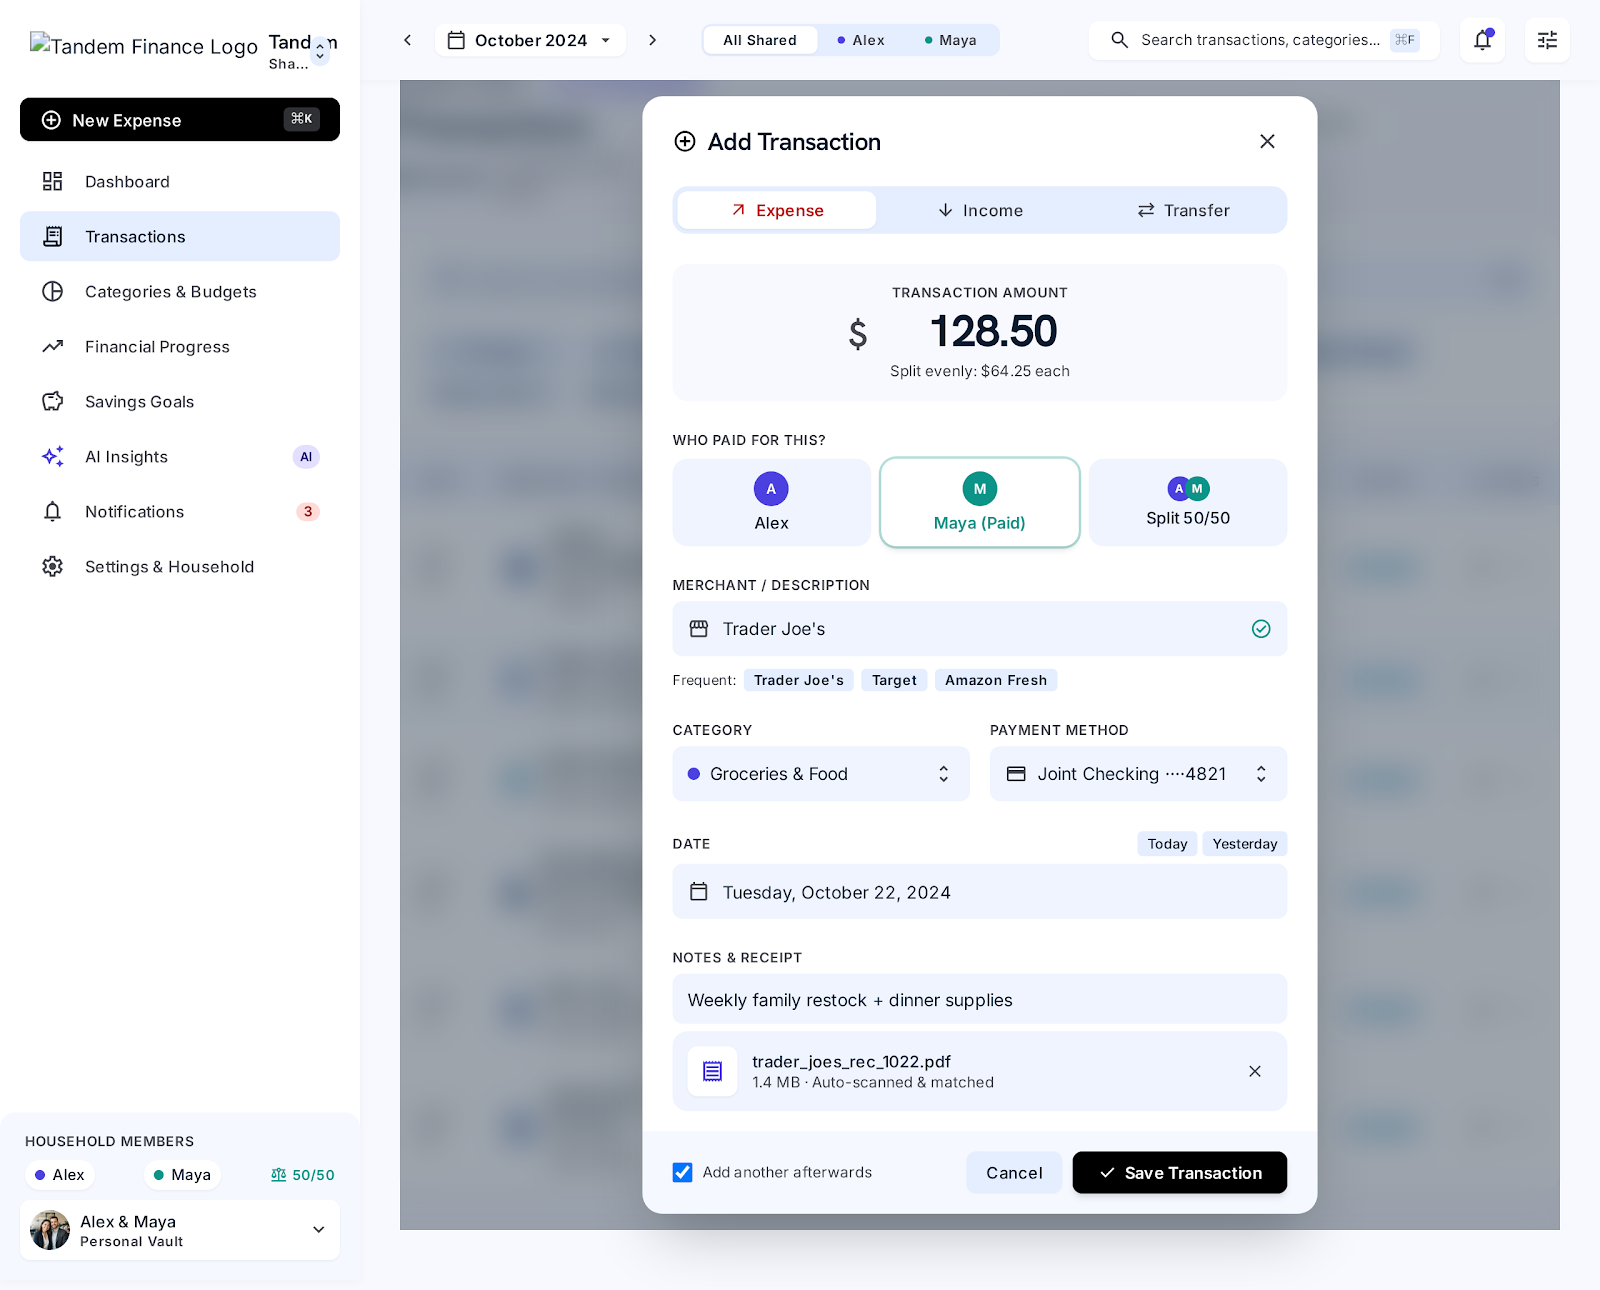 Tandem Finance Logo
Tandem
Sha...
New Expense
⌘K
Dashboard
Transactions
Categories & Budgets
Financial Progress
Savings Goals
AI Insights
AI
Notifications
3
Settings & Household
HOUSEHOLD MEMBERS
Alex
Maya
50/50
Alex & Maya
Personal Vault
October 2024
All Shared
Alex
Maya
Search transactions, categories...
⌘F
Add Transaction
Expense
Income
Transfer
TRANSACTION AMOUNT
$ 128.50
Split evenly: $64.25 each
WHO PAID FOR THIS?
A
Alex
M
Maya (Paid)
A M
Split 50/50
MERCHANT / DESCRIPTION
Trader Joe's
Frequent: Trader Joe's Target Amazon Fresh
CATEGORY
Groceries & Food
PAYMENT METHOD
Joint Checking ····4821
DATE
Today
Yesterday
Tuesday, October 22, 2024
NOTES & RECEIPT
Weekly family restock + dinner supplies
trader_joes_rec_1022.pdf
1.4 MB · Auto-scanned & matched
Add another afterwards
Cancel
Save Transaction